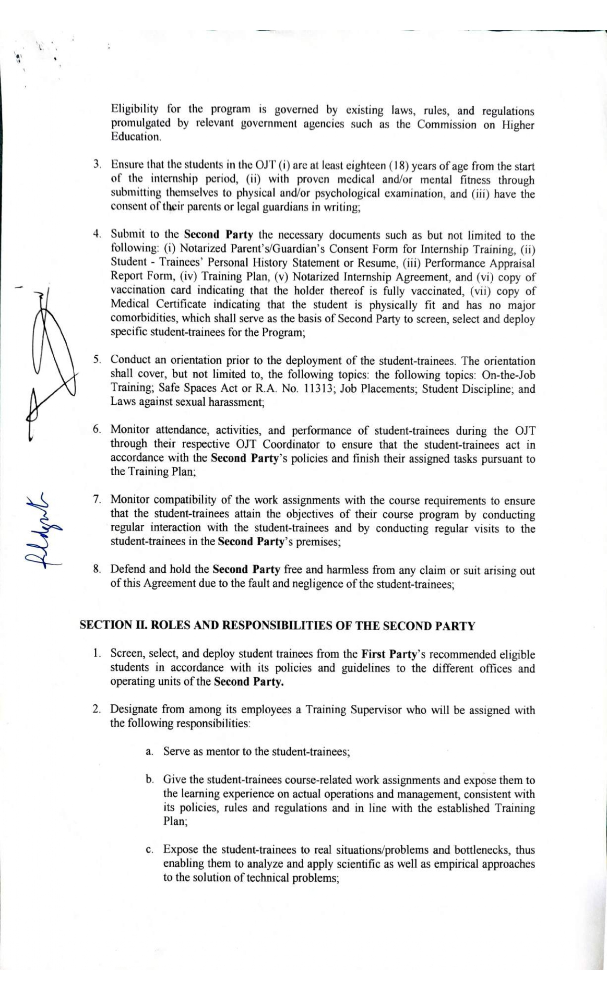 Eligibility for the program is governed by existing laws, rules, and regulations
promulgated by relevant government agencies such as the Commission on Higher
Education.
3. Ensure that the students in the OJT (i) are at least eighteen (18) years of age from the start
of the internship period, (ii) with proven medical and/or mental fitness through
submitting themselves to physical and/or psychological examination, and (iii) have the
consent of their parents or legal guardians in writing;
4. Submit to the Second Party the necessary documents such as but not limited to the
following: (i) Notarized Parent's/Guardian's Consent Form for Internship Training, (ii)
Student - Trainees' Personal History Statement or Resume, (iii) Performance Appraisal
Report Form, (iv) Training Plan, (v) Notarized Internship Agreement, and (vi) copy of
vaccination card indicating that the holder thereof is fully vaccinated, (vii) copy of
Medical Certificate indicating that the student is physically fit and has no major
comorbidities, which shall serve as the basis of Second Party to screen, select and deploy
specific student-trainees for the Program;
5. Conduct an orientation prior to the deployment of the student-trainees. The orientation
shall cover, but not limited to, the following topics: the following topics: On-the-Job
Training; Safe Spaces Act or R.A. No. 11313; Job Placements; Student Discipline; and
Laws against sexual harassment;
6. Monitor attendance, activities, and performance of student-trainees during the OJT
through their respective OJT Coordinator to ensure that the student-trainees act in
accordance with the Second Party's policies and finish their assigned tasks pursuant to
the Training Plan;
7. Monitor compatibility of the work assignments with the course requirements to ensure
that the student-trainees attain the objectives of their course program by conducting
regular interaction with the student-trainees and by conducting regular visits to the
student-trainees in the Second Party's premises;
8. Defend and hold the Second Party free and harmless from any claim or suit arising out
of this Agreement due to the fault and negligence of the student-trainees;
SECTION II. ROLES AND RESPONSIBILITIES OF THE SECOND PARTY
1. Screen, select, and deploy student trainees from the First Party's recommended eligible
students in accordance with its policies and guidelines to the different offices and
operating units of the Second Party.
2. Designate from among its employees a Training Supervisor who will be assigned with
the following responsibilities:
a. Serve as mentor to the student-trainees;
b. Give the student-trainees course-related work assignments and expose them to
the learning experience on actual operations and management, consistent with
its policies, rules and regulations and in line with the established Training
Plan;
c. Expose the student-trainees to real situations/problems and bottlenecks, thus
enabling them to analyze and apply scientific as well as empirical approaches
to the solution of technical problems;